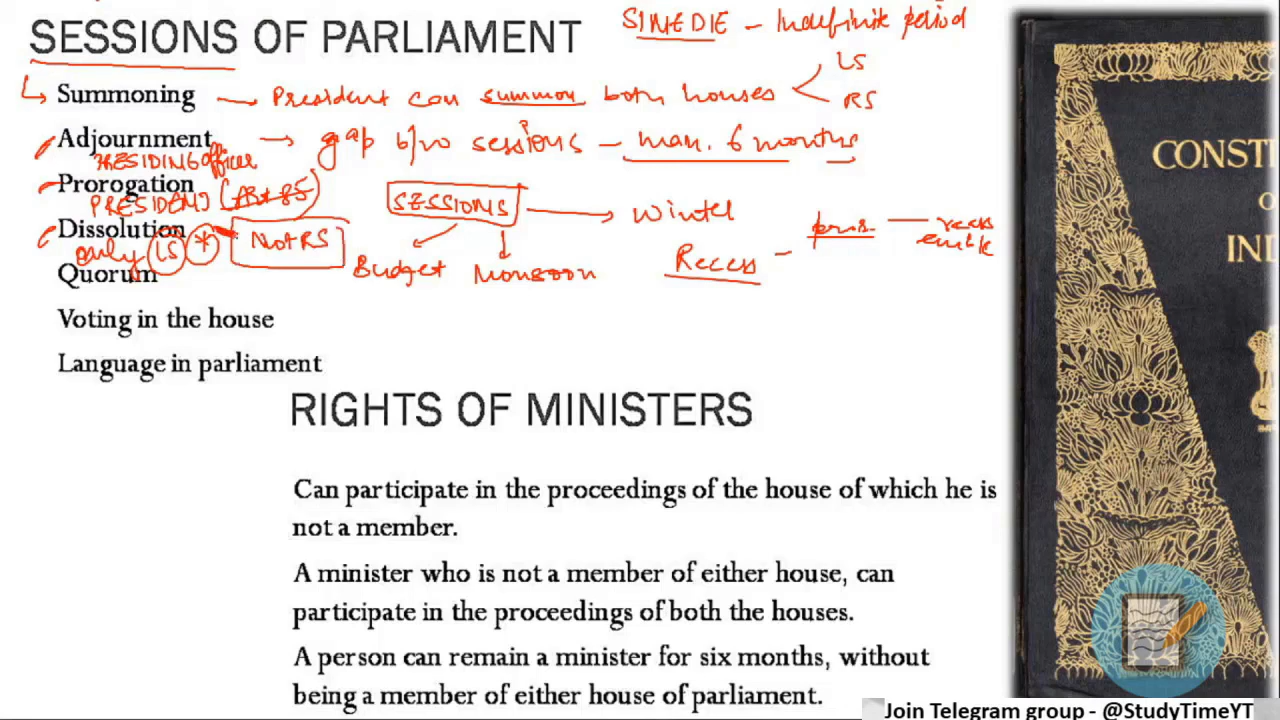 SINE DIE - Indefinite period
SESSIONS OF PARLIAMENT
LS
Summoning → President can summon both houses
RS
Adjournment → gap b/w sessions - max. 6 months
PRESIDING officer
Prorogation
PRESIDENT
SESSIONS → Winter
Dissolution
only LS * Not RS
Budget Monsoon
Recess -
Quorum
Voting in the house
Language in parliament
RIGHTS OF MINISTERS
Can participate in the proceedings of the house of which he is
not a member.
A minister who is not a member of either house, can
participate in the proceedings of both the houses.
A person can remain a minister for six months, without
being a member of either house of parliament.
CONST
O
IND
Join Telegram group - @StudyTimeYT